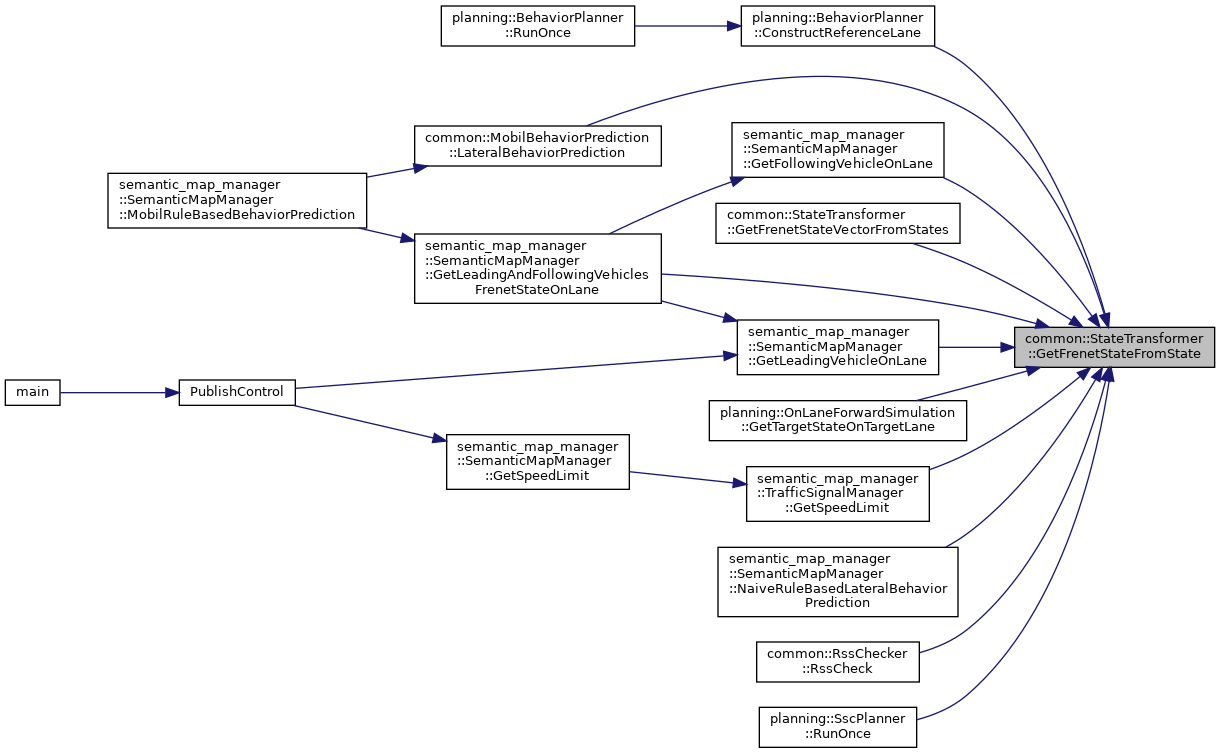 planning::BehaviorPlanner
::RunOnce
planning::BehaviorPlanner
::ConstructReferenceLane
common::MobilBehaviorPrediction
::LateralBehaviorPrediction
semantic_map_manager
::SemanticMapManager
::GetFollowingVehicleOnLane
semantic_map_manager
::SemanticMapManager
::MobilRuleBasedBehaviorPrediction
common::StateTransformer
::GetFrenetStateVectorFromStates
semantic_map_manager
::SemanticMapManager
::GetLeadingAndFollowingVehicles
FrenetStateOnLane
semantic_map_manager
::SemanticMapManager
::GetLeadingVehicleOnLane
common::StateTransformer
::GetFrenetStateFromState
main
PublishControl
planning::OnLaneForwardSimulation
::GetTargetStateOnTargetLane
semantic_map_manager
::SemanticMapManager
::GetSpeedLimit
semantic_map_manager
::TrafficSignalManager
::GetSpeedLimit
semantic_map_manager
::SemanticMapManager
::NaiveRuleBasedLateralBehavior
Prediction
common::RssChecker
::RssCheck
planning::SscPlanner
::RunOnce